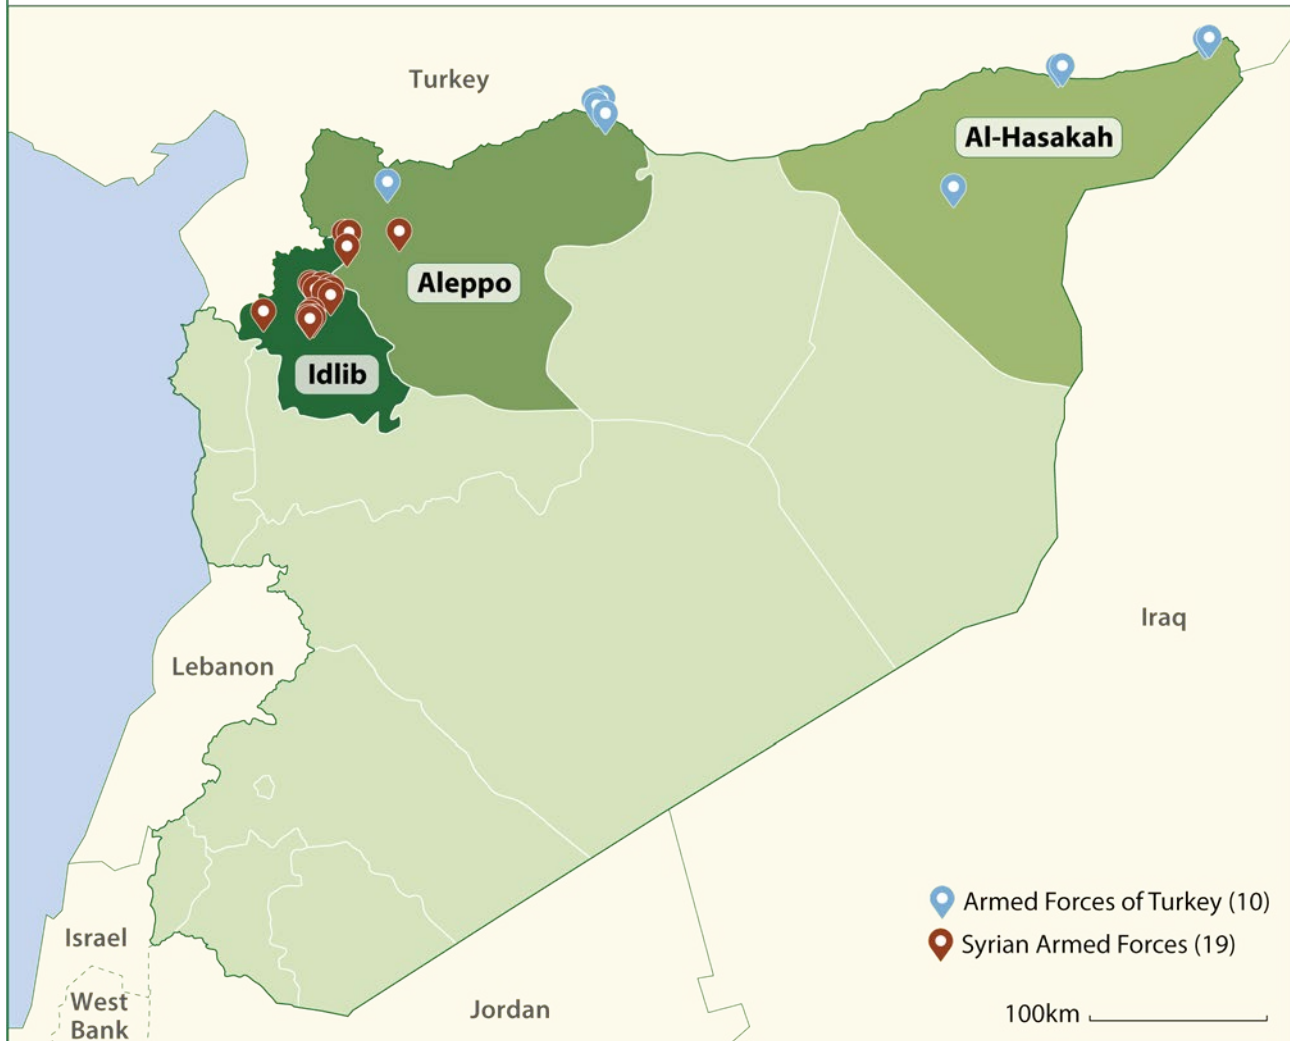 Turkey
Al-Hasakah
Aleppo
Idlib
Iraq
Lebanon
Armed Forces of Turkey (10)
Israel
Syrian Armed Forces (19)
West
Bank
Jordan
100km